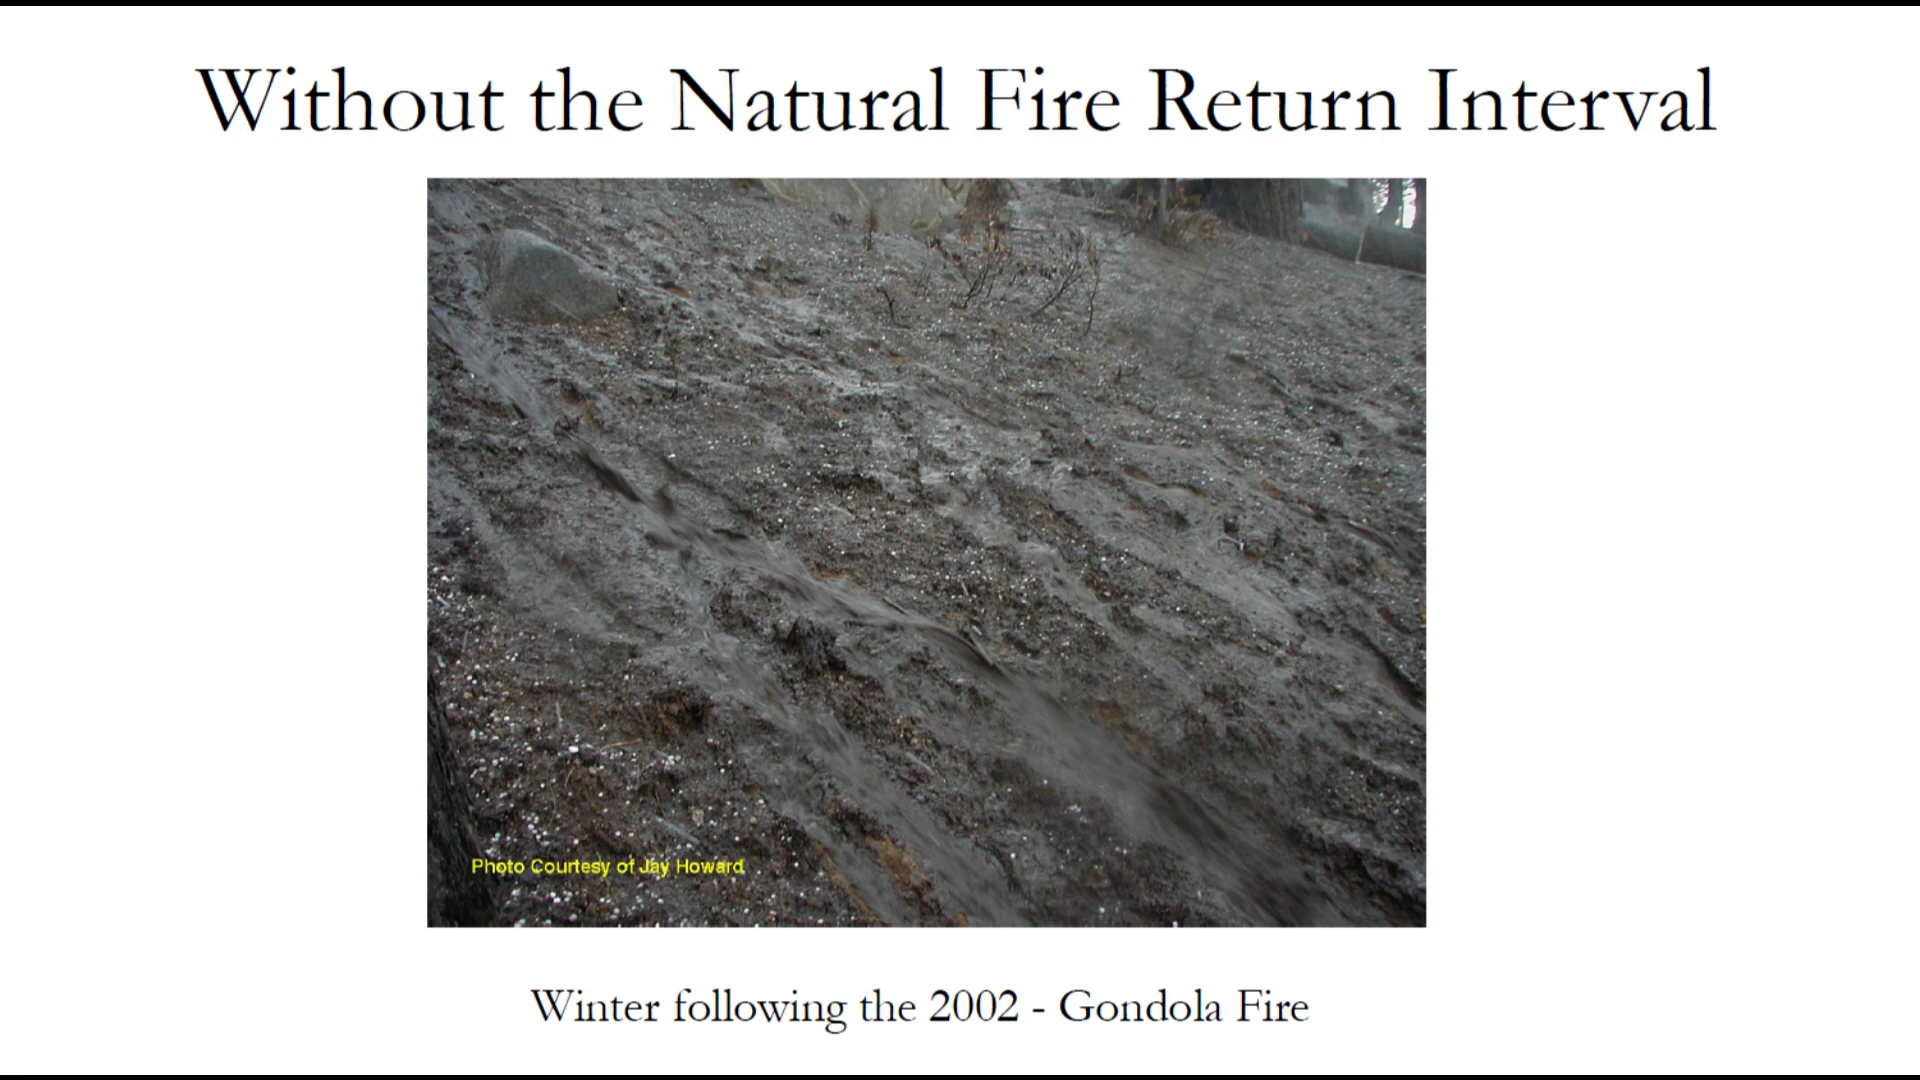 Without the Natural Fire Return Interval
Photo Courtesy of Jay Howard
Winter following the 2002 - Gondola Fire